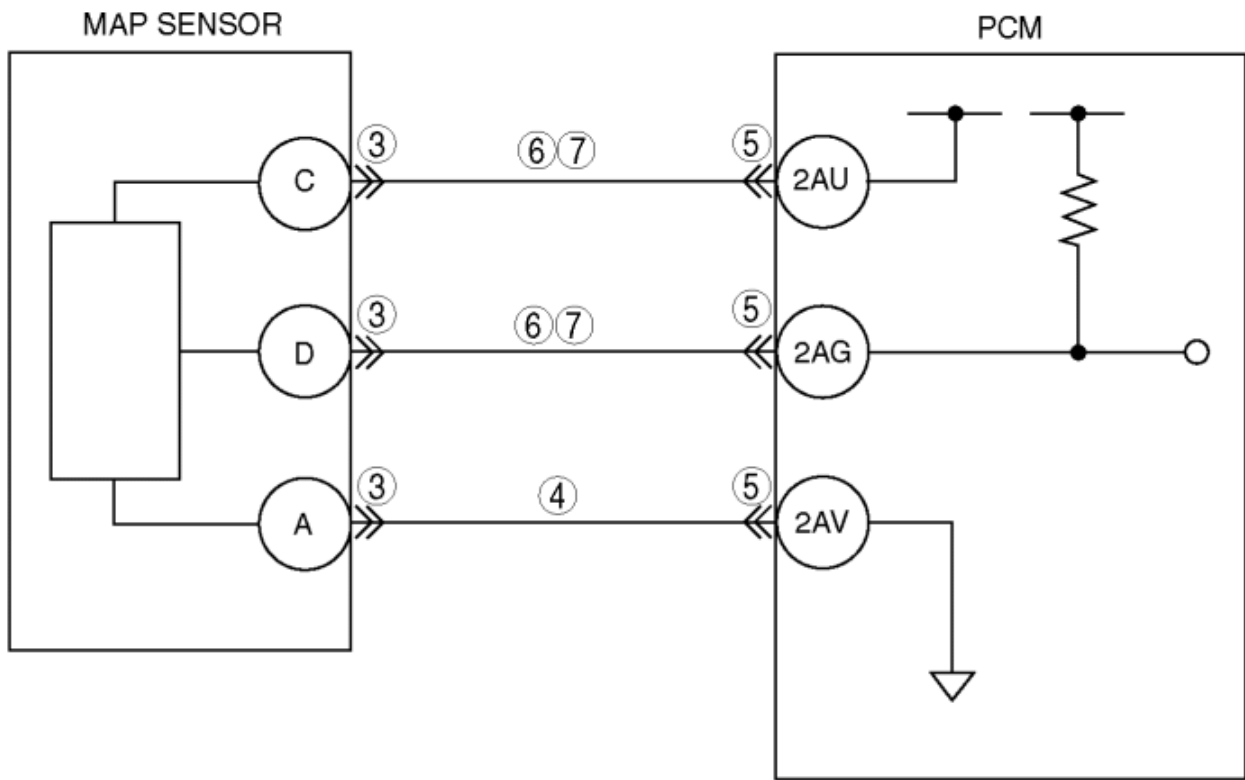 MAP SENSOR
PCM
C ③ ⑥⑦ ⑤ 2AU
D ③ ⑥⑦ ⑤ 2AG
A ③ ④ ⑤ 2AV